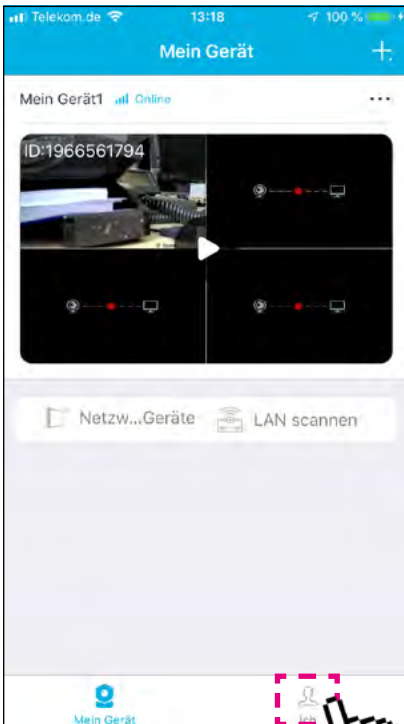 Telekom.de 13:18 100 %
Mein Gerät
Mein Gerät1 Online
ID:1966561794
Netzw...Geräte LAN scannen
Mein Gerät Ich